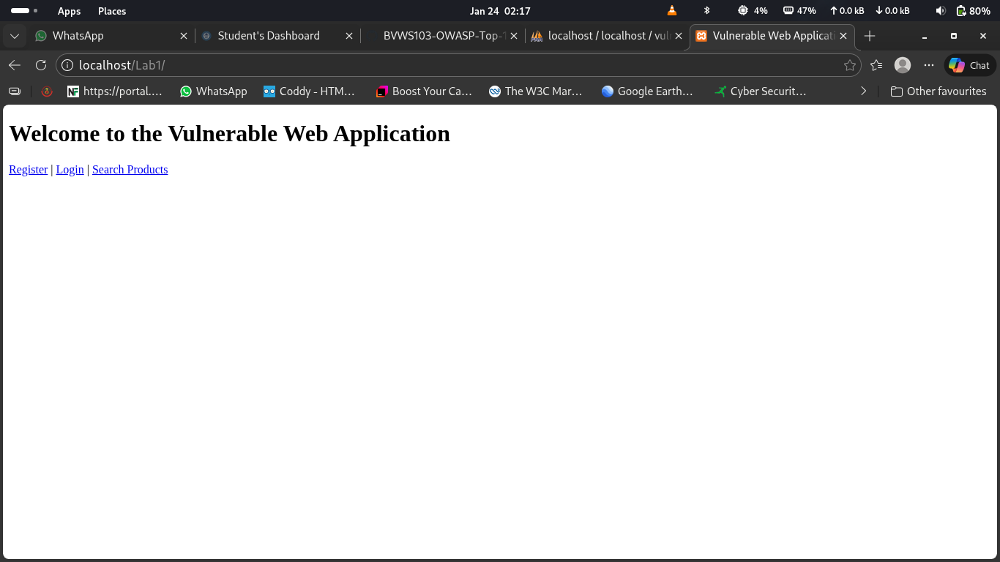 Apps Places Jan 24 02:17 4% 47% 0.0 kB 0.0 kB 80%
WhatsApp Student's Dashboard BVWS103-OWASP-Top-1 localhost / localhost / vuln Vulnerable Web Applicati
localhost/Lab1/ Chat
https://portal.... WhatsApp Coddy - HTM... Boost Your Ca... The W3C Mar... Google Earth... Cyber Securit... Other favourites
Welcome to the Vulnerable Web Application
Register | Login | Search Products